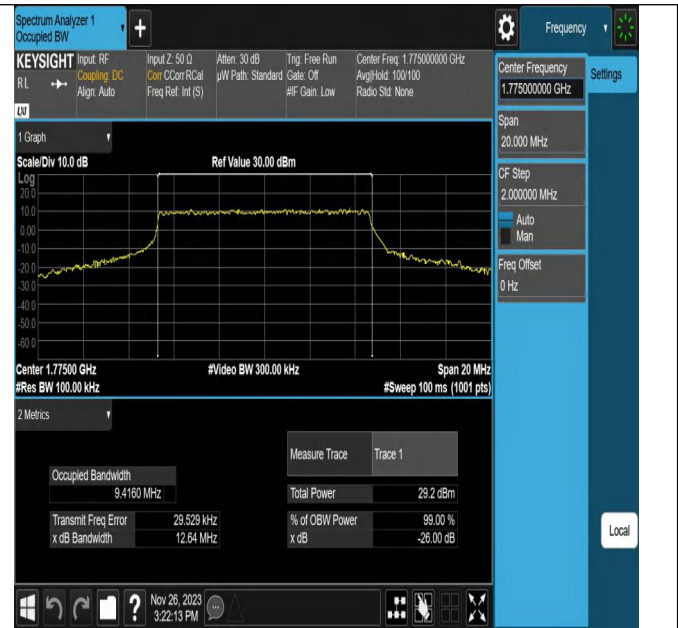 Spectrum Analyzer 1
Occupied BW
+
Frequency
KEYSIGHT
RL
LXI
Input: RF
Coupling: DC
Align: Auto
Input Z: 50 Ω
Corr CCorr RCal
Freq Ref: Int (S)
Atten: 30 dB
µW Path: Standard
Trig: Free Run
Gate: Off
#IF Gain: Low
Center Freq: 1.775000000 GHz
Avg|Hold: 100/100
Radio Std: None
Center Frequency
1.775000000 GHz
Settings
Span
20.000 MHz
CF Step
2.000000 MHz
Auto
Man
Freq Offset
0 Hz
1 Graph
Scale/Div 10.0 dB
Ref Value 30.00 dBm
Log
20.0
10.0
0.00
-10.0
-20.0
-30.0
-40.0
-50.0
-60.0
Center 1.77500 GHz
#Video BW 300.00 kHz
Span 20 MHz
#Res BW 100.00 kHz
#Sweep 100 ms (1001 pts)
2 Metrics
Measure Trace
Trace 1
Occupied Bandwidth
9.4160 MHz
Total Power
29.2 dBm
Transmit Freq Error
29.529 kHz
% of OBW Power
99.00 %
x dB Bandwidth
12.64 MHz
x dB
-26.00 dB
Local
?
Nov 26, 2023
3:22:13 PM